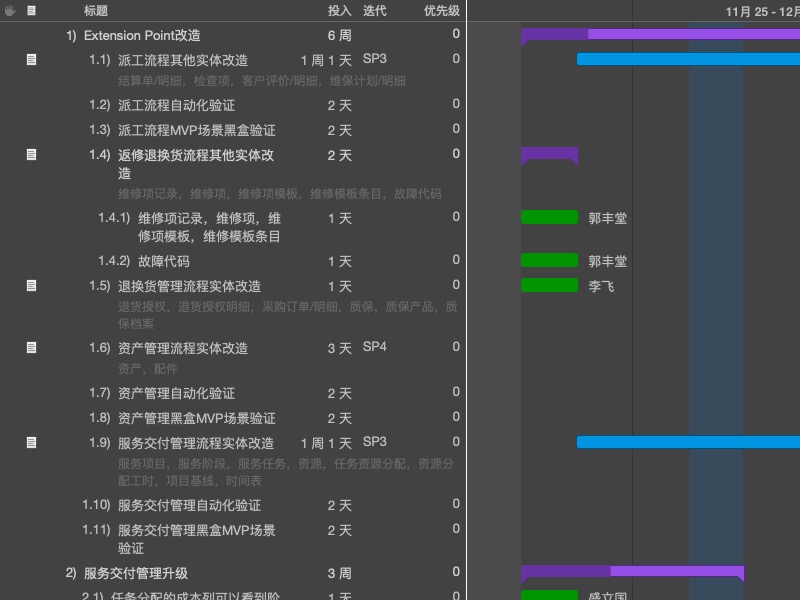 标题 投入 迭代 优先级 11月 25 - 12月
1) Extension Point改造 6 周 0
1.1) 派工流程其他实体改造 1 周 1 天 SP3 0
结算单/明细，检查项，客户评价/明细，维保计划/明细
1.2) 派工流程自动化验证 2 天 0
1.3) 派工流程MVP场景黑盒验证 2 天 0
1.4) 返修退换货流程其他实体改 2 天 0
造
维修项记录，维修项，维修项模板，维修模板条目，故障代码
1.4.1) 维修项记录，维修项，维 1 天 0 郭丰堂
修项模板，维修模板条目
1.4.2) 故障代码 1 天 0 郭丰堂
1.5) 退换货管理流程实体改造 1 天 0 李飞
退货授权，退货授权明细，采购订单/明细，质保，质保产品，质
保档案
1.6) 资产管理流程实体改造 3 天 SP4 0
资产，配件
1.7) 资产管理自动化验证 2 天 0
1.8) 资产管理黑盒MVP场景验证 2 天 0
1.9) 服务交付管理流程实体改造 1 周 1 天 SP3 0
服务项目，服务阶段，服务任务，资源，任务资源分配，资源分
配工时，项目基线，时间表
1.10) 服务交付管理自动化验证 2 天 0
1.11) 服务交付管理黑盒MVP场景 2 天 0
验证
2) 服务交付管理升级 3 周 0
2.1) 任务分配的成本列可以看到阶 1 天 0 盛立国